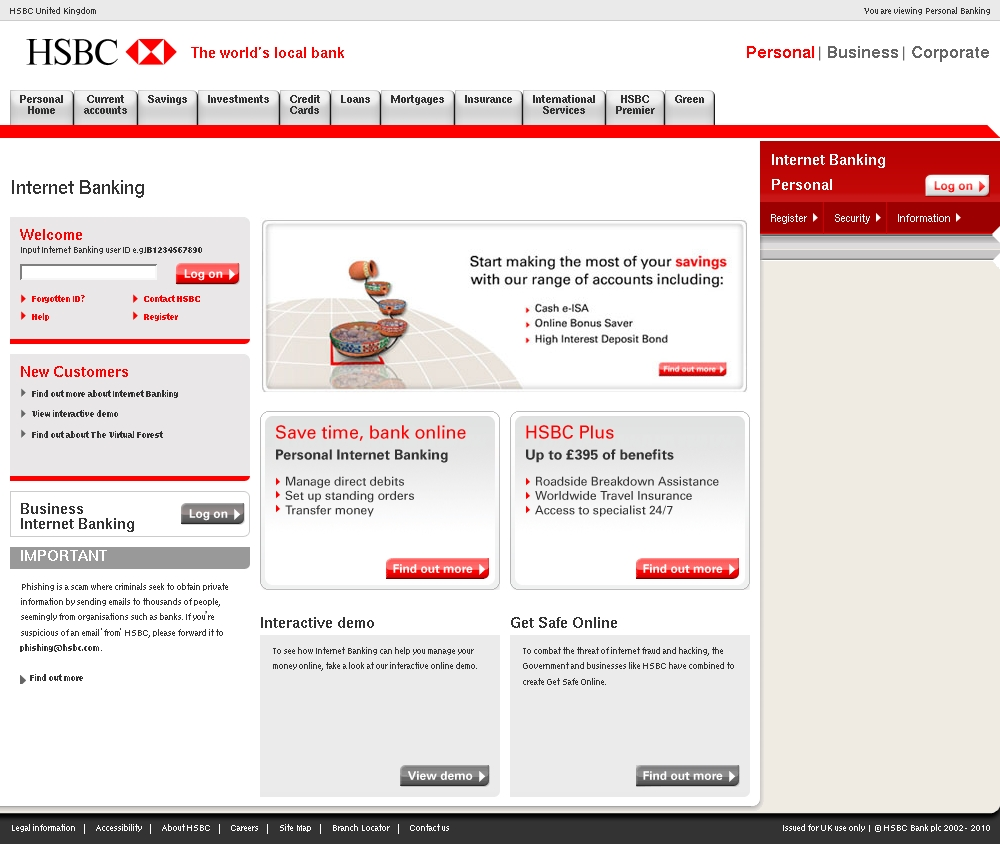 HSBC United Kingdom
You are viewing Personal Banking
HSBC
The world's local bank
Personal | Business | Corporate
Personal Home
Current accounts
Savings
Investments
Credit Cards
Loans
Mortgages
Insurance
International Services
HSBC Premier
Green
Internet Banking
Personal
Log on
Register
Security
Information
Internet Banking
Welcome
Input Internet Banking user ID e.g.IB1234567890
Log on
Forgotten ID?
Contact HSBC
Help
Register
New Customers
Find out more about Internet Banking
View interactive demo
Find out about The Virtual Forest
Business
Internet Banking
Log on
IMPORTANT
Phishing is a scam where criminals seek to obtain private
information by sending emails to thousands of people,
seemingly from organisations such as banks. If you're
suspicious of an email 'from' HSBC, please forward it to
phishing@hsbc.com.
Find out more
Start making the most of your savings
with our range of accounts including:
Cash e-ISA
Online Bonus Saver
High Interest Deposit Bond
Find out more
Save time, bank online
Personal Internet Banking
Manage direct debits
Set up standing orders
Transfer money
Find out more
HSBC Plus
Up to £395 of benefits
Roadside Breakdown Assistance
Worldwide Travel Insurance
Access to specialist 24/7
Find out more
Interactive demo
To see how Internet Banking can help you manage your
money online, take a look at our interactive online demo.
View demo
Get Safe Online
To combat the threat of internet fraud and hacking, the
Government and businesses like HSBC have combined to
create Get Safe Online.
Find out more
Legal information | Accessibility | About HSBC | Careers | Site Map | Branch Locator | Contact us
Issued for UK use only | © HSBC Bank plc 2002 - 2010